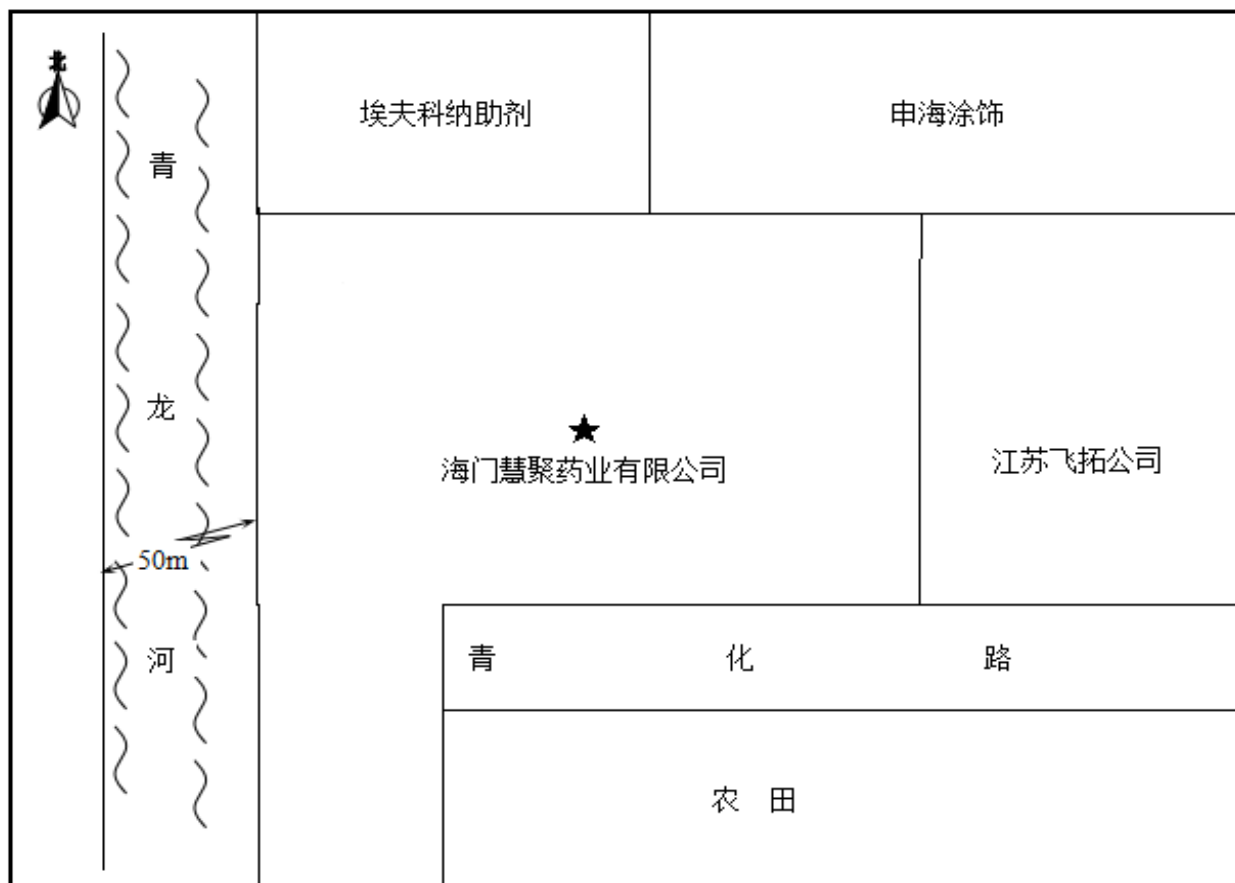 北
埃夫科纳助剂
申海涂饰
青龙河
海门慧聚药业有限公司
江苏飞拓公司
50m
青化路
农田